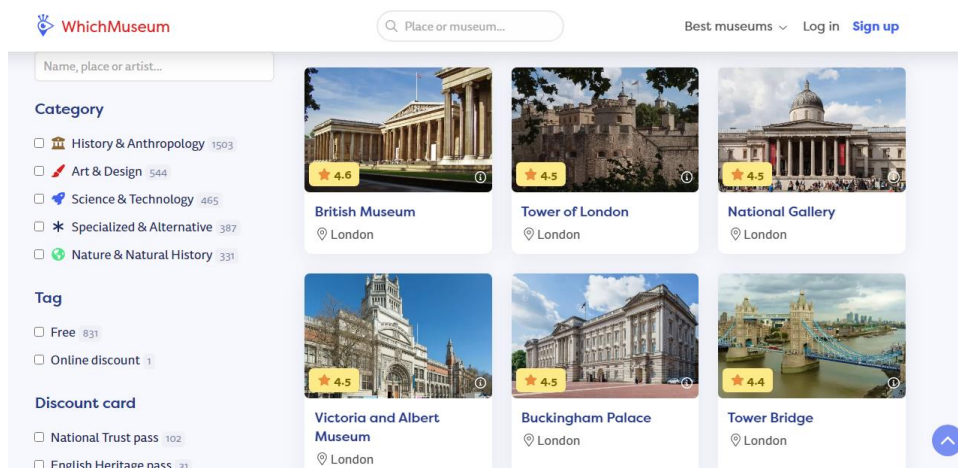 WhichMuseum
Place or museum...
Best museums
Log in
Sign up
Name, place or artist...
Category
History & Anthropology 1503
Art & Design 544
Science & Technology 465
Specialized & Alternative 387
Nature & Natural History 331
Tag
Free 831
Online discount 1
Discount card
National Trust pass 102
English Heritage pass 31
4.6
British Museum
London
4.5
Tower of London
London
4.5
National Gallery
London
4.5
Victoria and Albert
Museum
London
4.5
Buckingham Palace
London
4.4
Tower Bridge
London